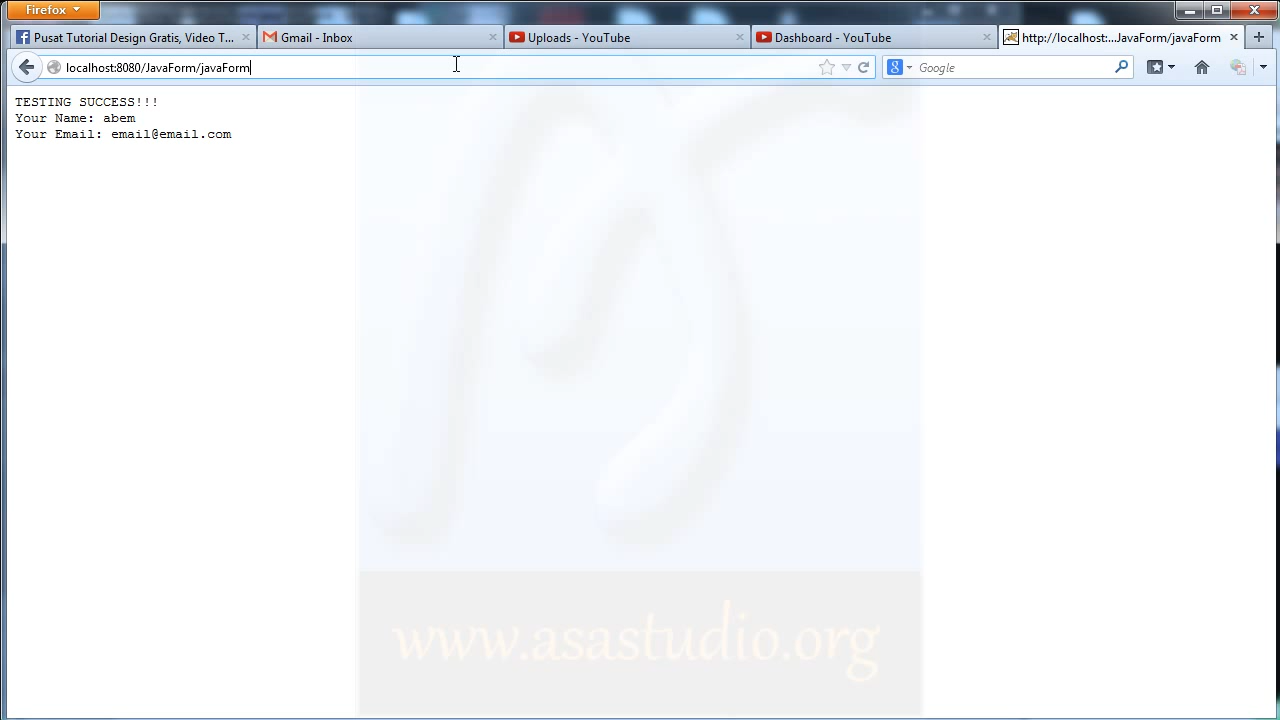 Firefox
Pusat Tutorial Design Gratis, Video T...
Gmail - Inbox
Uploads - YouTube
Dashboard - YouTube
http://localhost:...JavaForm/javaForm
localhost:8080/JavaForm/javaForm
Google
TESTING SUCCESS!!!
Your Name: abem
Your Email: email@email.com
www.asastudio.org